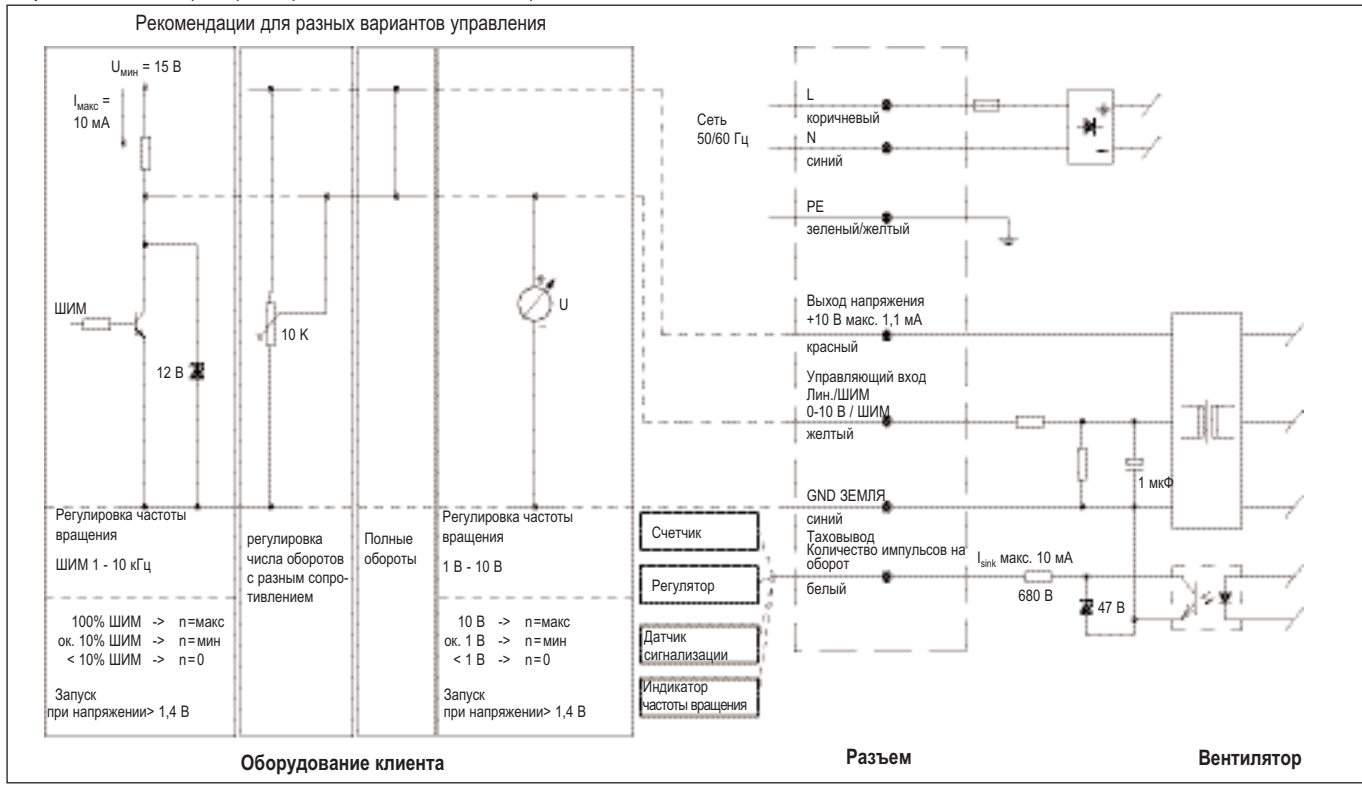 Рекомендации для разных вариантов управления
Uмин = 15 В
Iмакс =
10 мА
ШИМ
12 В
10 K
U
Регулировка частоты
вращения
ШИМ 1 - 10 кГц
100% ШИМ -> n=макс
ок. 10% ШИМ -> n=мин
< 10% ШИМ -> n=0
Запуск
при напряжении> 1,4 В
регулировка
числа оборотов
с разным сопро-
тивлением
Полные
обороты
Регулировка частоты
вращения
1 В - 10 В
10 В -> n=макс
ок. 1 В -> n=мин
< 1 В -> n=0
Запуск
при напряжении> 1,4 В
Счетчик
Регулятор
Датчик
сигнализации
Индикатор
частоты вращения
Сеть
50/60 Гц
L
коричневый
N
синий
PE
зеленый/желтый
Выход напряжения
+10 В макс. 1,1 мА
красный
Управляющий вход
Лин./ШИМ
0-10 В / ШИМ
желтый
GND ЗЕМЛЯ
синий
Таховывод
Количество импульсов на
оборот
белый
1 мкФ
Isink макс. 10 мА
680 В
47 В
Оборудование клиента
Разъем
Вентилятор